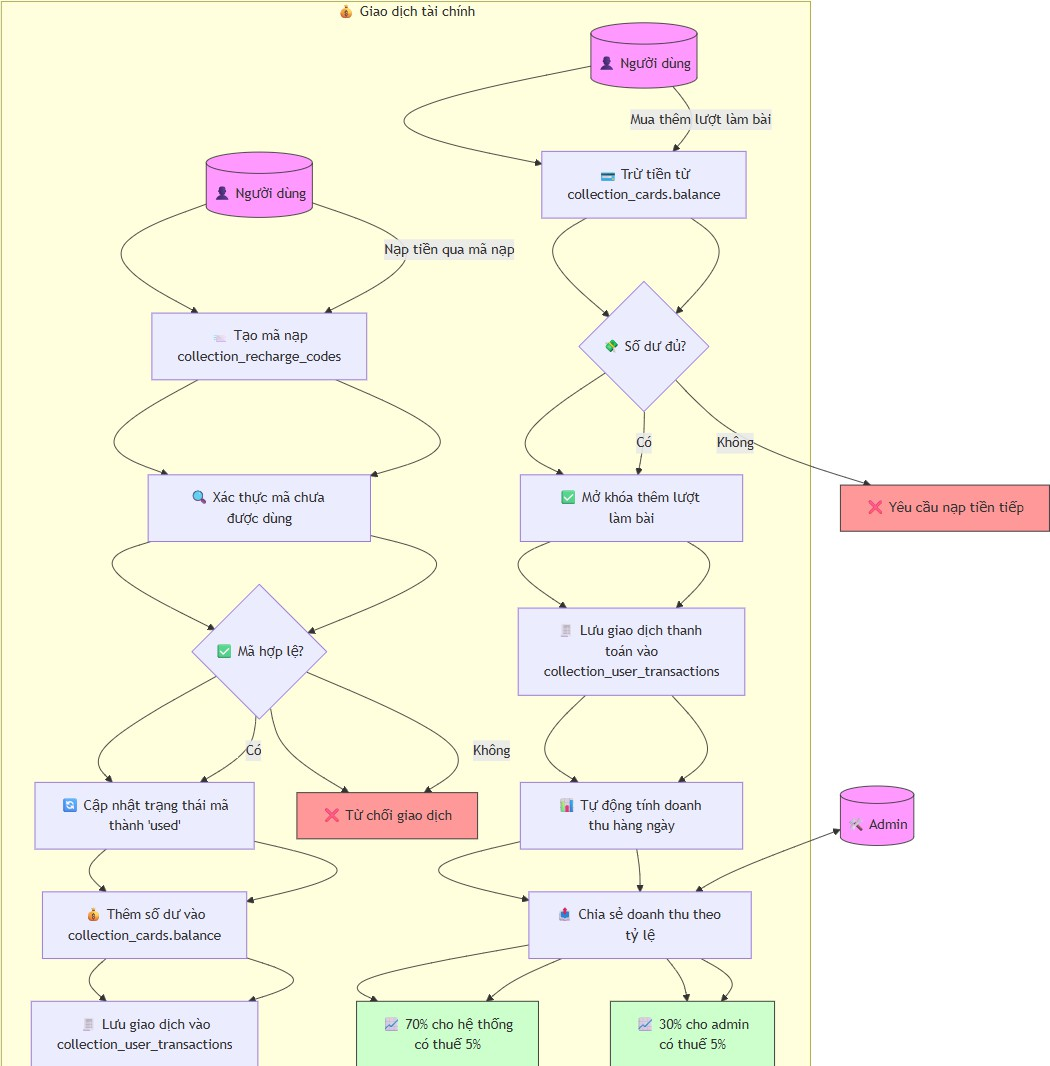 💰 Giao dịch tài chính
👤 Người dùng
Mua thêm lượt làm bài
💳 Trừ tiền từ
collection_cards.balance
👤 Người dùng
Nạp tiền qua mã nạp
📨 Tạo mã nạp
collection_recharge_codes
💸 Số dư đủ?
Có
Không
🔍 Xác thực mã chưa
được dùng
✅ Mở khóa thêm lượt
làm bài
❌ Yêu cầu nạp tiền tiếp
✅ Mã hợp lệ?
🧾 Lưu giao dịch thanh
toán vào
collection_user_transactions
Có
Không
🔄 Cập nhật trạng thái mã
thành 'used'
❌ Từ chối giao dịch
📊 Tự động tính doanh
thu hàng ngày
🛠️ Admin
💰 Thêm số dư vào
collection_cards.balance
📤 Chia sẻ doanh thu theo
tỷ lệ
🧾 Lưu giao dịch vào
collection_user_transactions
📈 70% cho hệ thống
có thuế 5%
📈 30% cho admin
có thuế 5%